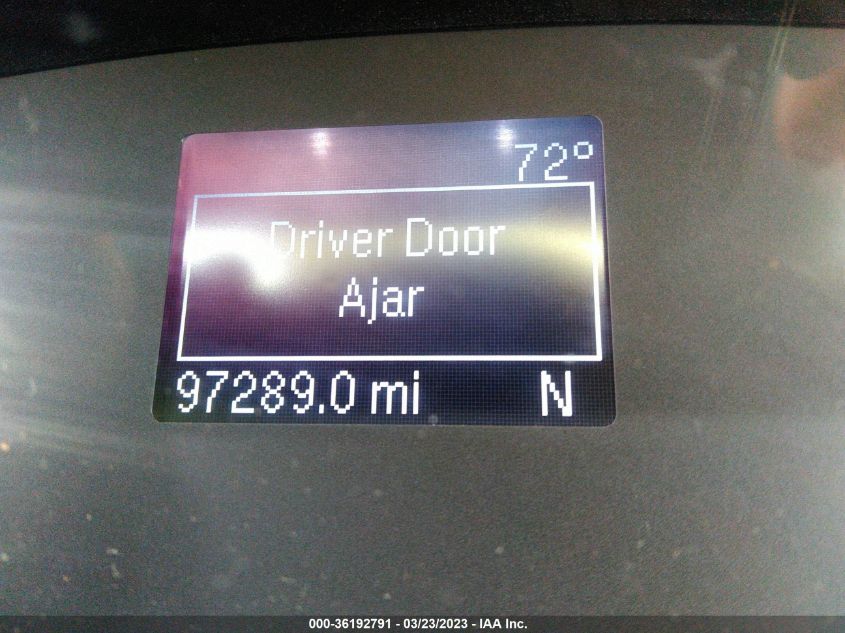 72°
Driver Door
Ajar
97289.0 mi N
000-36192791 - 03/23/2023 - IAA Inc.